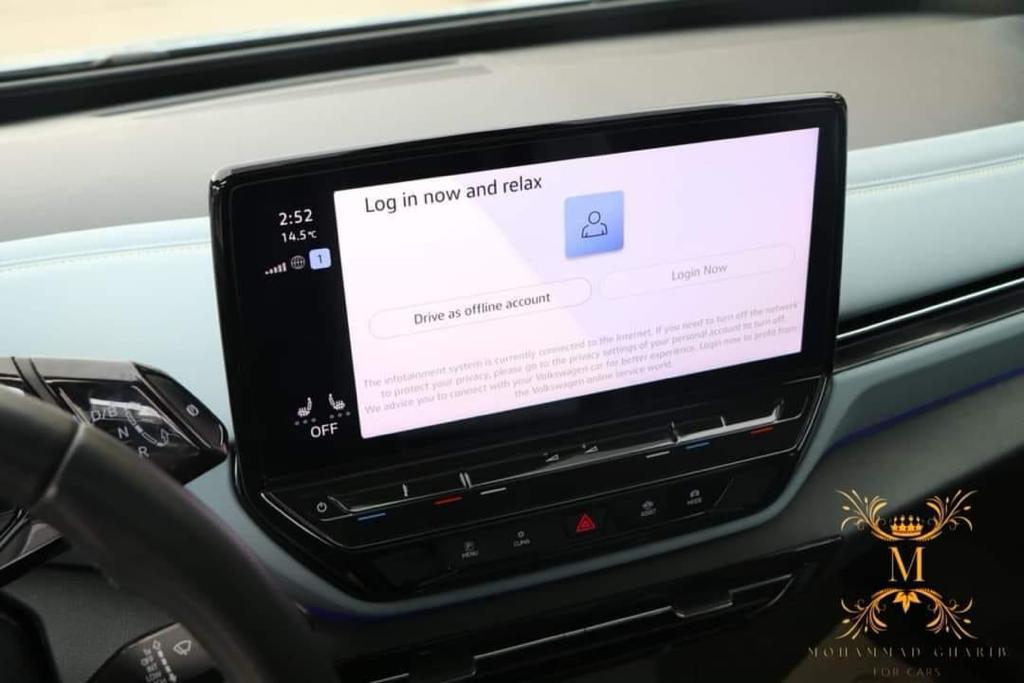 Log in now and relax
2:52
14.5℃
1
Login Now
Drive as offline account
The infotainment system is currently connected to the Internet. If you need to turn off the network
to protect your privacy, please go to the privacy settings of your personal account to turn off.
We advice you to connect with your Volkswagen car for better experience. Login now to profit from
the Volkswagen online service world.
OFF
D/B
N
R
MENU
CLIMA
ASSIST
MODE
M
MOHAMMAD GHARIB
FOR CARS